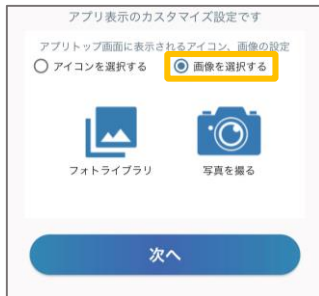 アプリ表示のカスタマイズ設定です
アプリトップ画面に表示されるアイコン、画像の設定
アイコンを選択する 画像を選択する
フォトライブラリ 写真を撮る
次へ